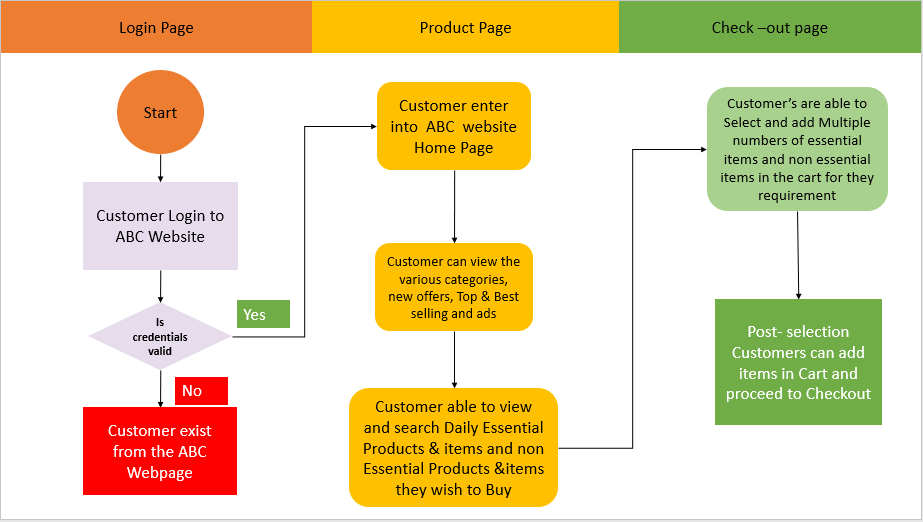 Login Page
Product Page
Check –out page
Start
Customer Login to
ABC Website
Is
credentials
valid
Yes
No
Customer exist
from the ABC
Webpage
Customer enter
into ABC website
Home Page
Customer can view the
various categories,
new offers, Top & Best
selling and ads
Customer able to view
and search Daily Essential
Products & items and non
Essential Products &items
they wish to Buy
Customer’s are able to
Select and add Multiple
numbers of essential
items and non essential
items in the cart for they
requirement
Post- selection
Customers can add
items in Cart and
proceed to Checkout